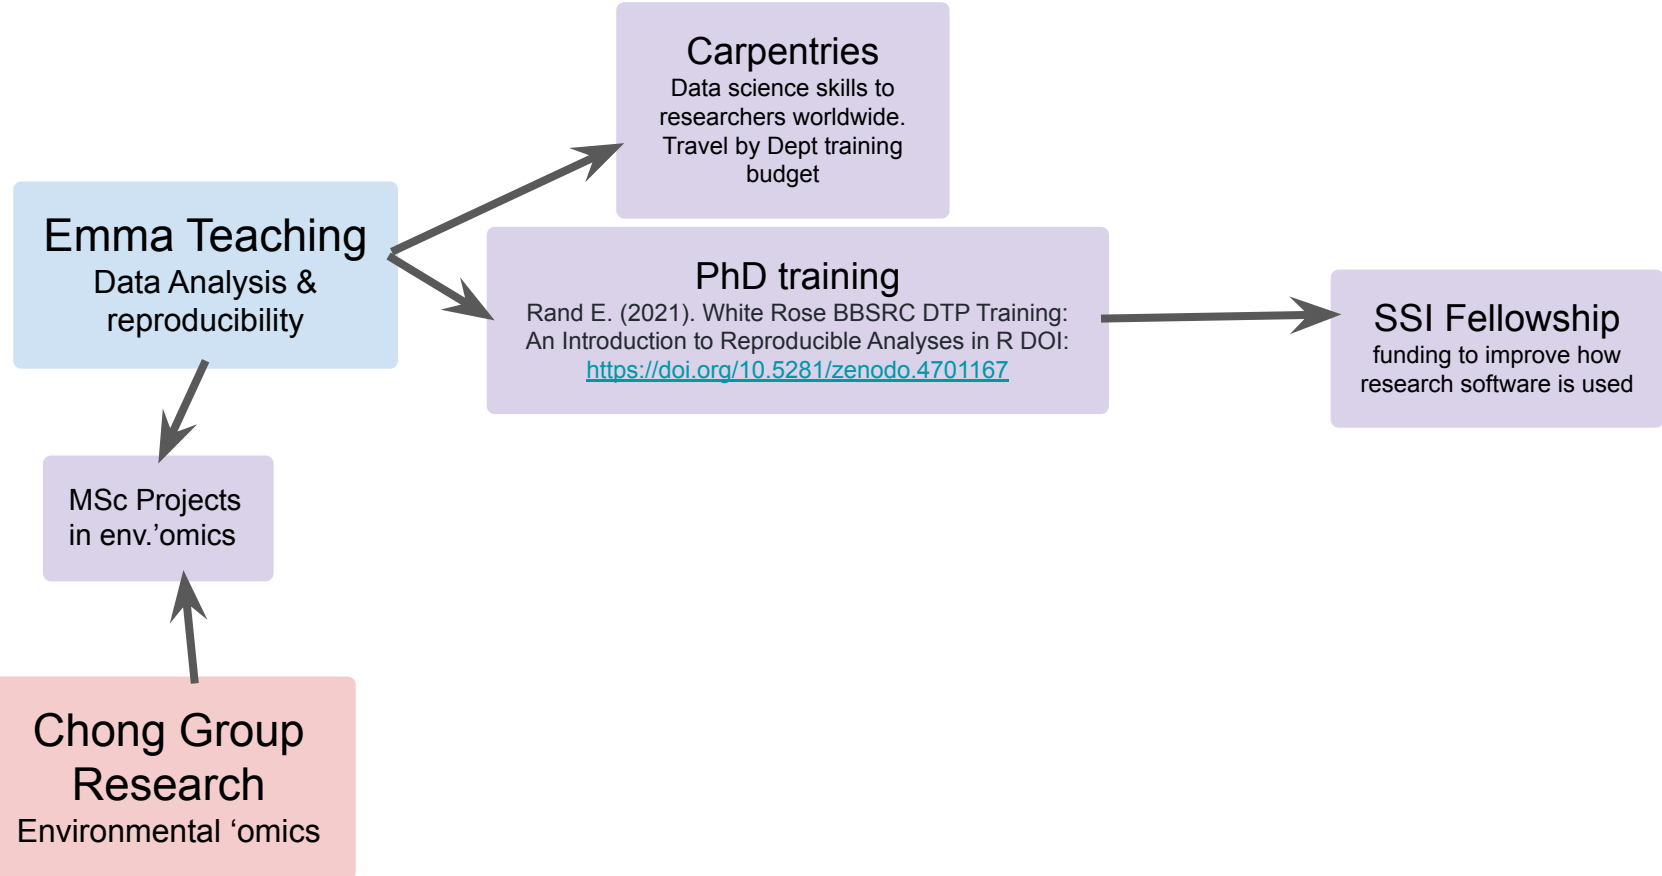 Carpentries
Data science skills to
researchers worldwide.
Travel by Dept training
budget
Emma Teaching
Data Analysis &
reproducibility
PhD training
Rand E. (2021). White Rose BBSRC DTP Training:
An Introduction to Reproducible Analyses in R DOI:
https://doi.org/10.5281/zenodo.4701167
SSI Fellowship
funding to improve how
research software is used
MSc Projects
in env.’omics
Chong Group
Research
Environmental ‘omics